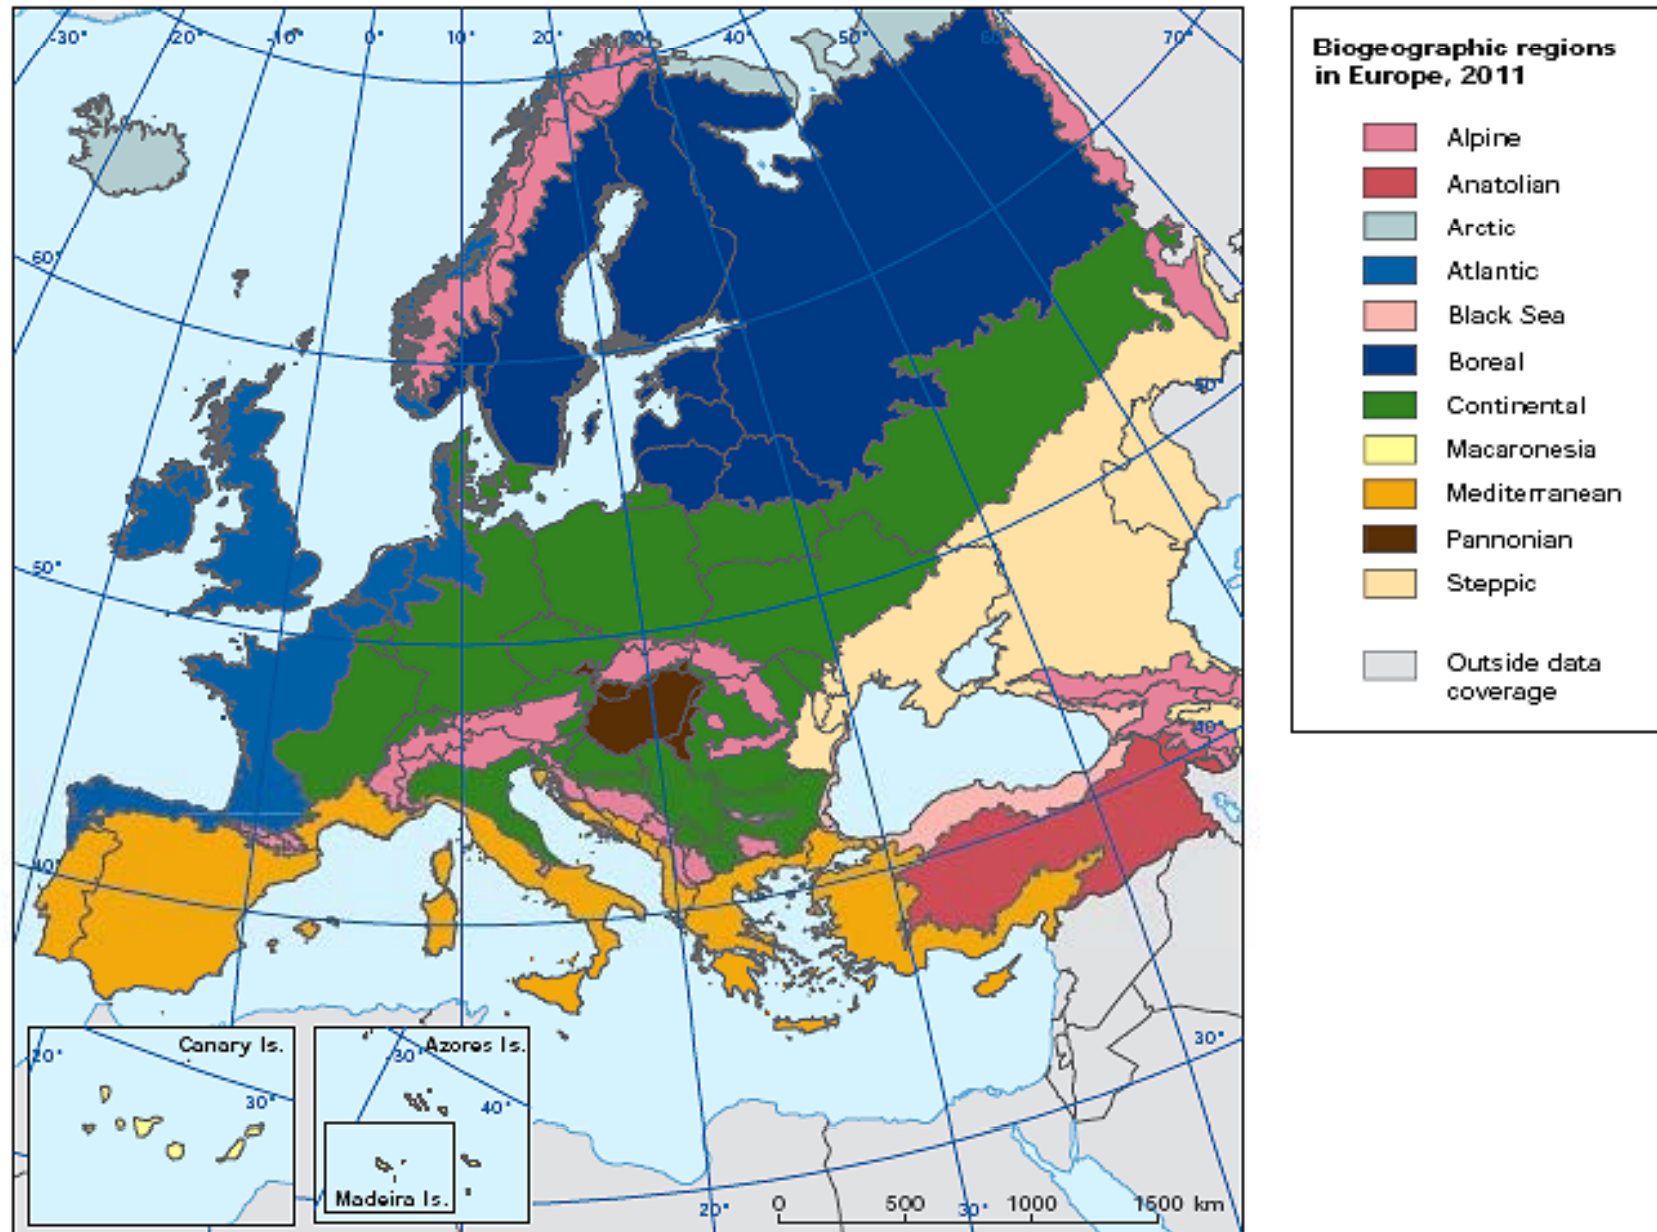 -30°
-20°
-10°
0°
10°
20°
30°
40°
50°
60°
70°
60°
50°
50°
40°
40°
30°
Canary Is.
20°
30°
Azores Is.
-30°
40°
Madeira Is.
20°
30°
0 500 1000 1500 km
Biogeographic regions
in Europe, 2011
Alpine
Anatolian
Arctic
Atlantic
Black Sea
Boreal
Continental
Macaronesia
Mediterranean
Pannonian
Steppic
Outside data
coverage